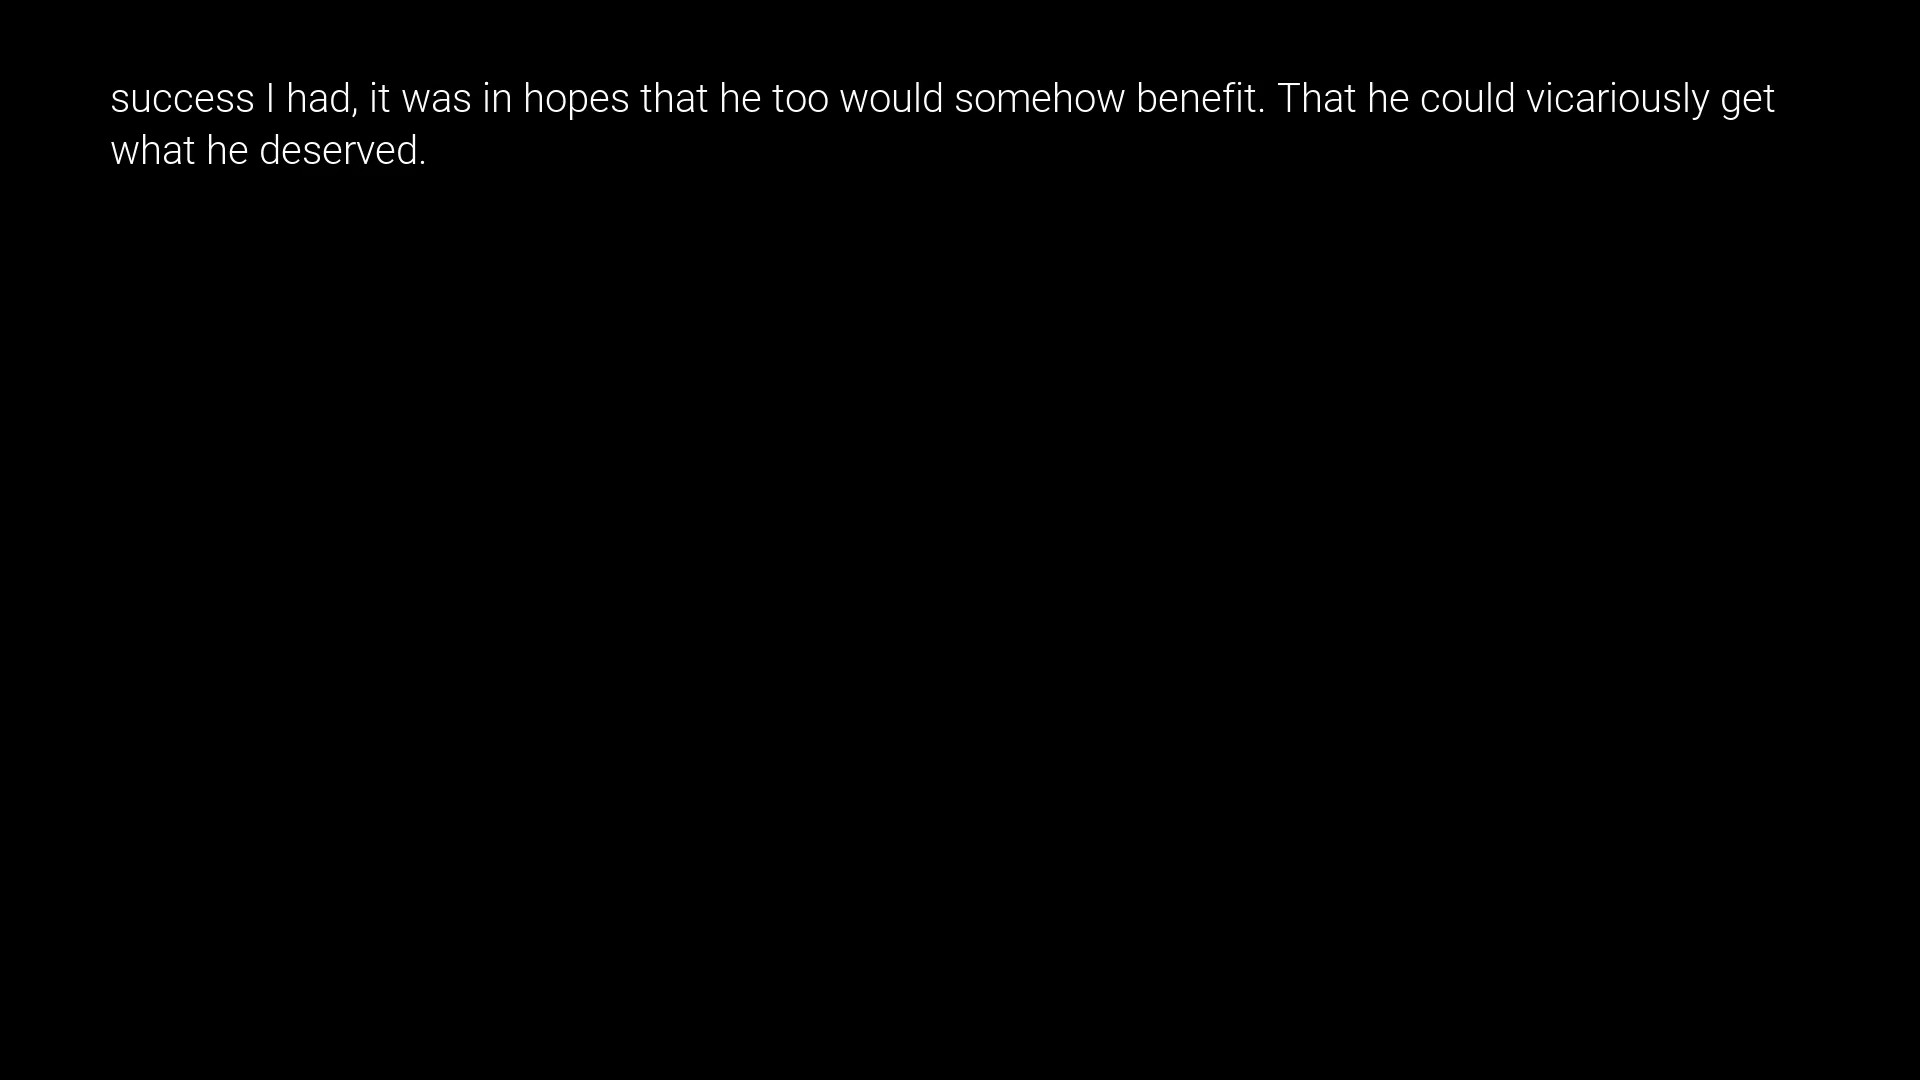 success I had, it was in hopes that he too would somehow benefit. That he could vicariously get
what he deserved.